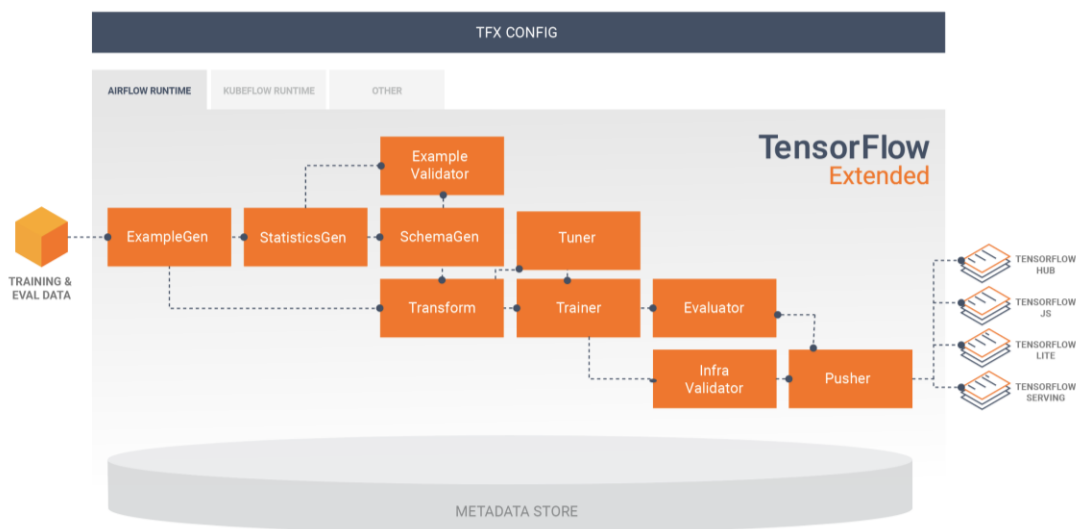 TFX CONFIG
AIRFLOW RUNTIME
KUBEFLOW RUNTIME
OTHER
TensorFlow
Extended
Example
Validator
ExampleGen
StatisticsGen
SchemaGen
Tuner
TRAINING &
EVAL DATA
Transform
Trainer
Evaluator
Infra
Validator
Pusher
TENSORFLOW
HUB
TENSORFLOW
JS
TENSORFLOW
LITE
TENSORFLOW
SERVING
METADATA STORE